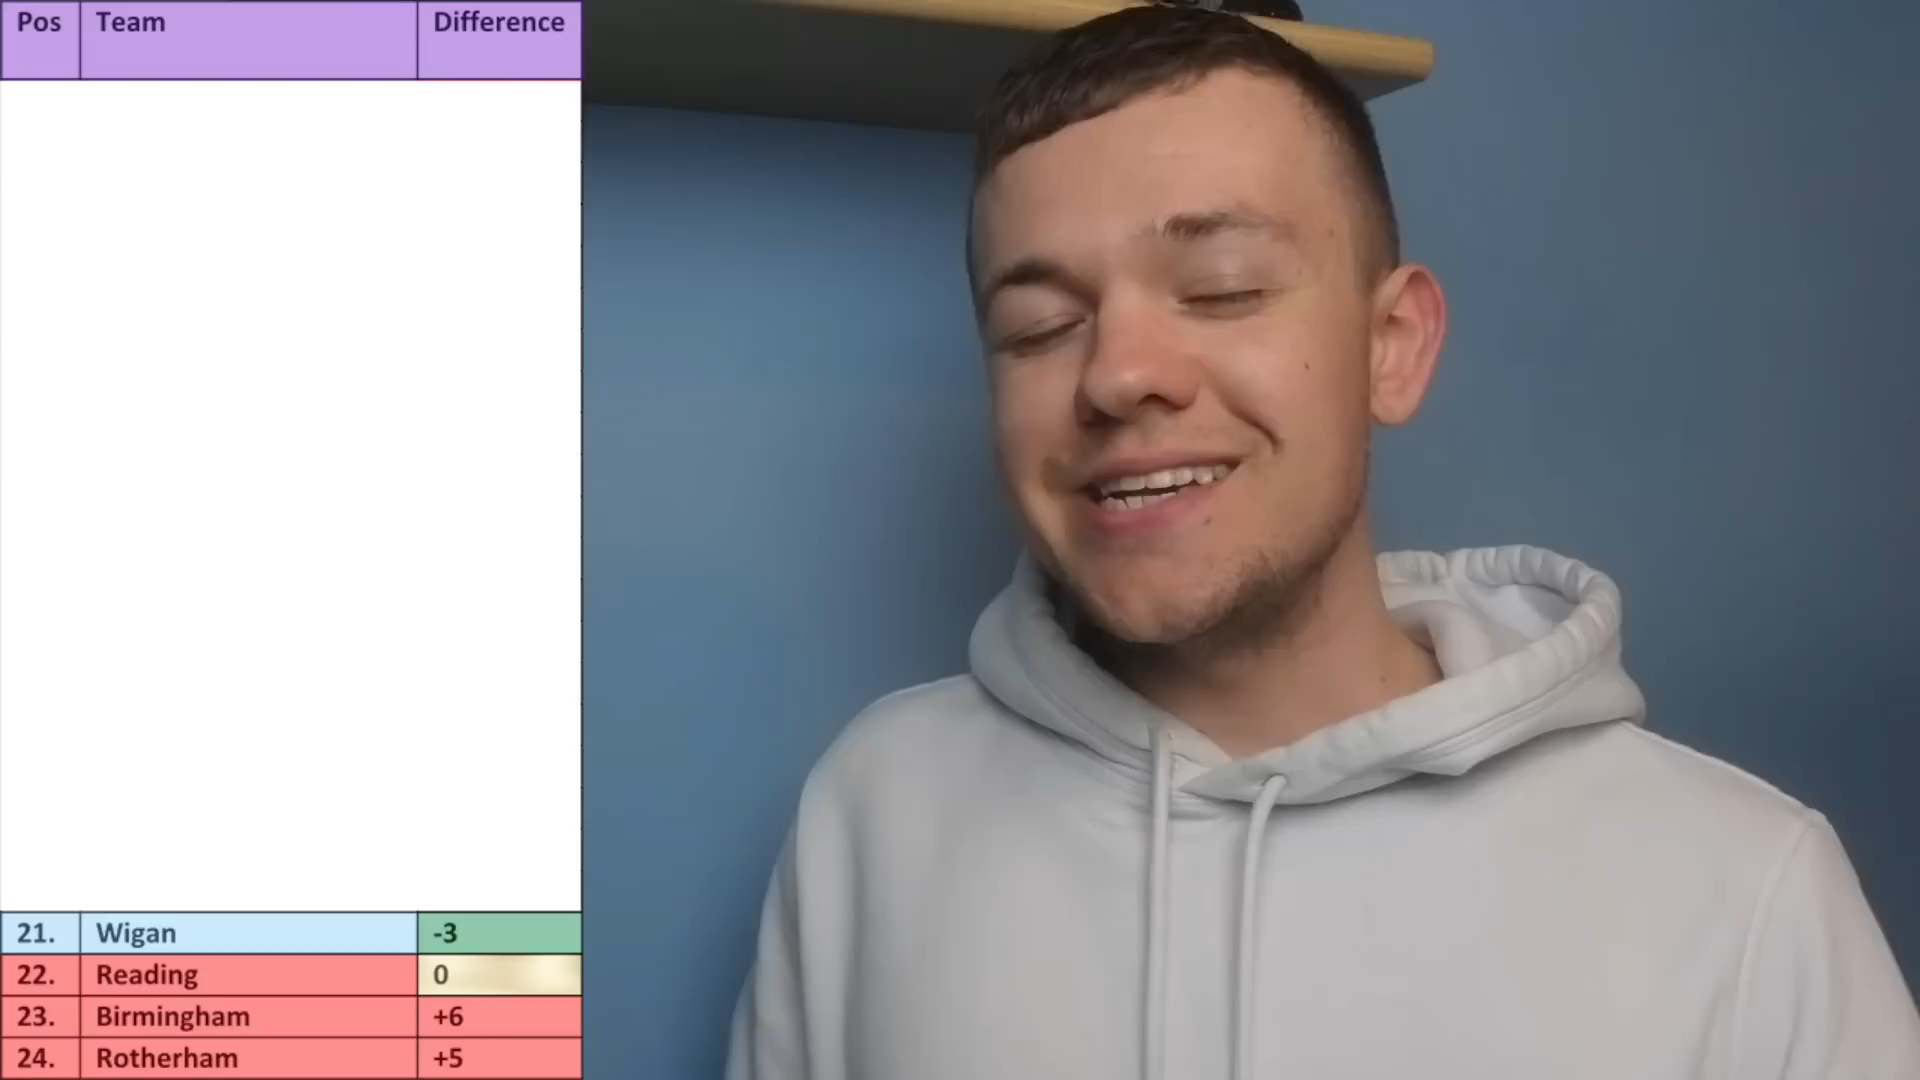 Pos Team Difference
21. Wigan -3
22. Reading 0
23. Birmingham +6
24. Rotherham +5